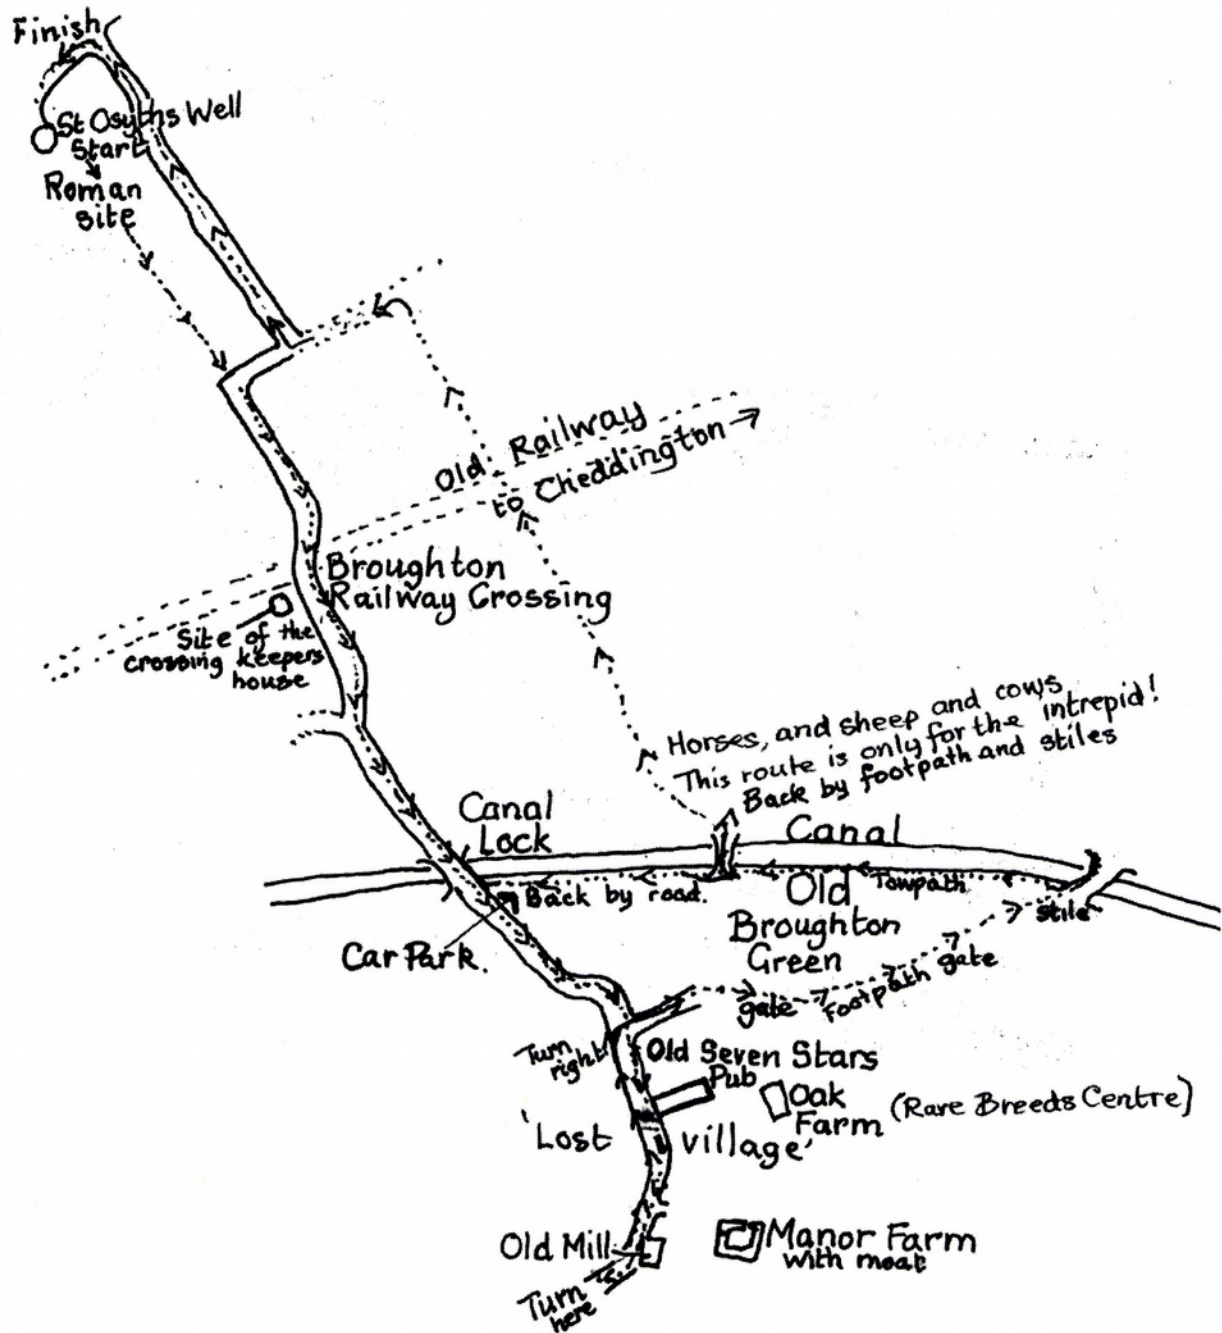 Finish
St Osyths Well
Start
Roman
site
Old Railway
to Cheddington
Broughton
Railway Crossing
Site of the
crossing keepers
house
Horses, and sheep and cows
This route is only for the intrepid!
Back by footpath and stiles
Canal
Lock
Canal
Back by road.
Old
Towpath
Broughton
Green
stile
Car Park.
gate
gate
Footpath
Turn
right
Old Seven Stars
Pub
Oak
Farm
(Rare Breeds Centre)
'Lost village'
Old Mill
Manor Farm
with moat
Turn
here